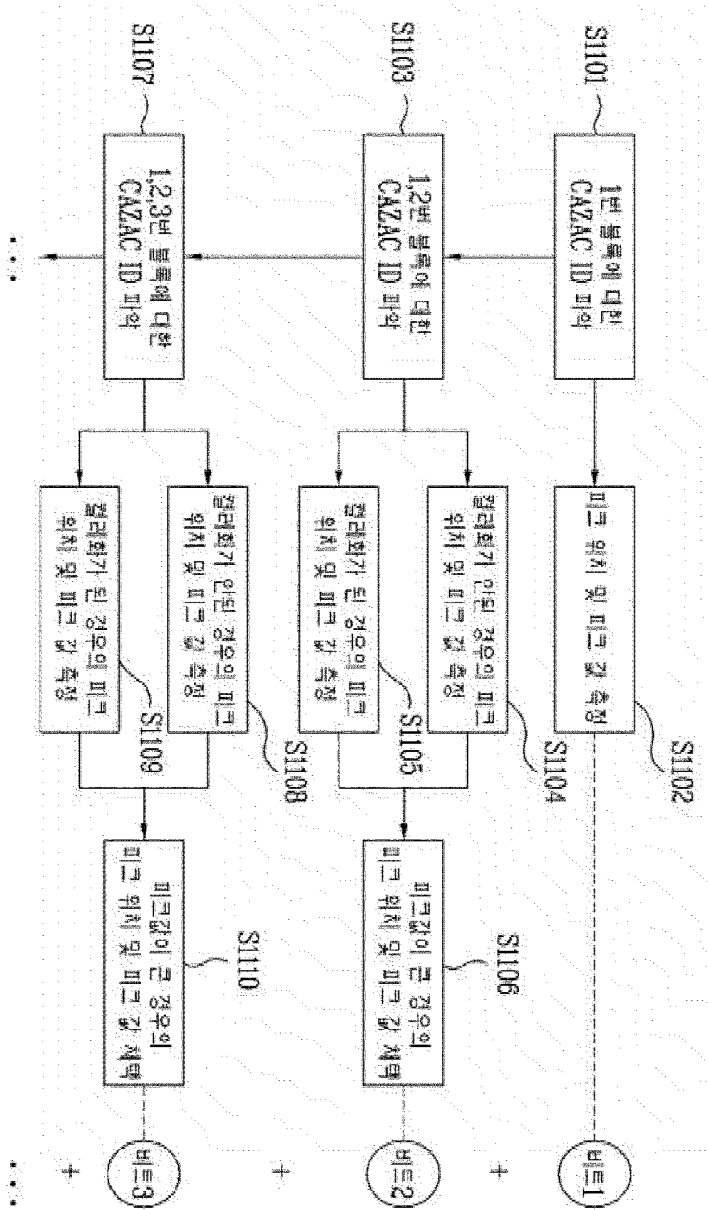 S1101
1번 블록에 대한
CAZAC ID 파악
피크 위치 및 피크 값 측정
S1102
비트1
+
S1103
1,2번 블록에 대한
CAZAC ID 파악
켤레화가 안된 경우의 피크
위치 및 피크 값 측정
S1104
켤레화가 된 경우의 피크
위치 및 피크 값 측정
S1105
피크값이 큰 경우의
피크 위치 및 피크 값 채택
S1106
비트2
+
S1107
1,2,3번 블록에 대한
CAZAC ID 파악
켤레화가 안된 경우의 피크
위치 및 피크 값 측정
S1108
켤레화가 된 경우의 피크
위치 및 피크 값 측정
S1109
피크값이 큰 경우의
피크 위치 및 피크 값 채택
S1110
비트3
+
...
...